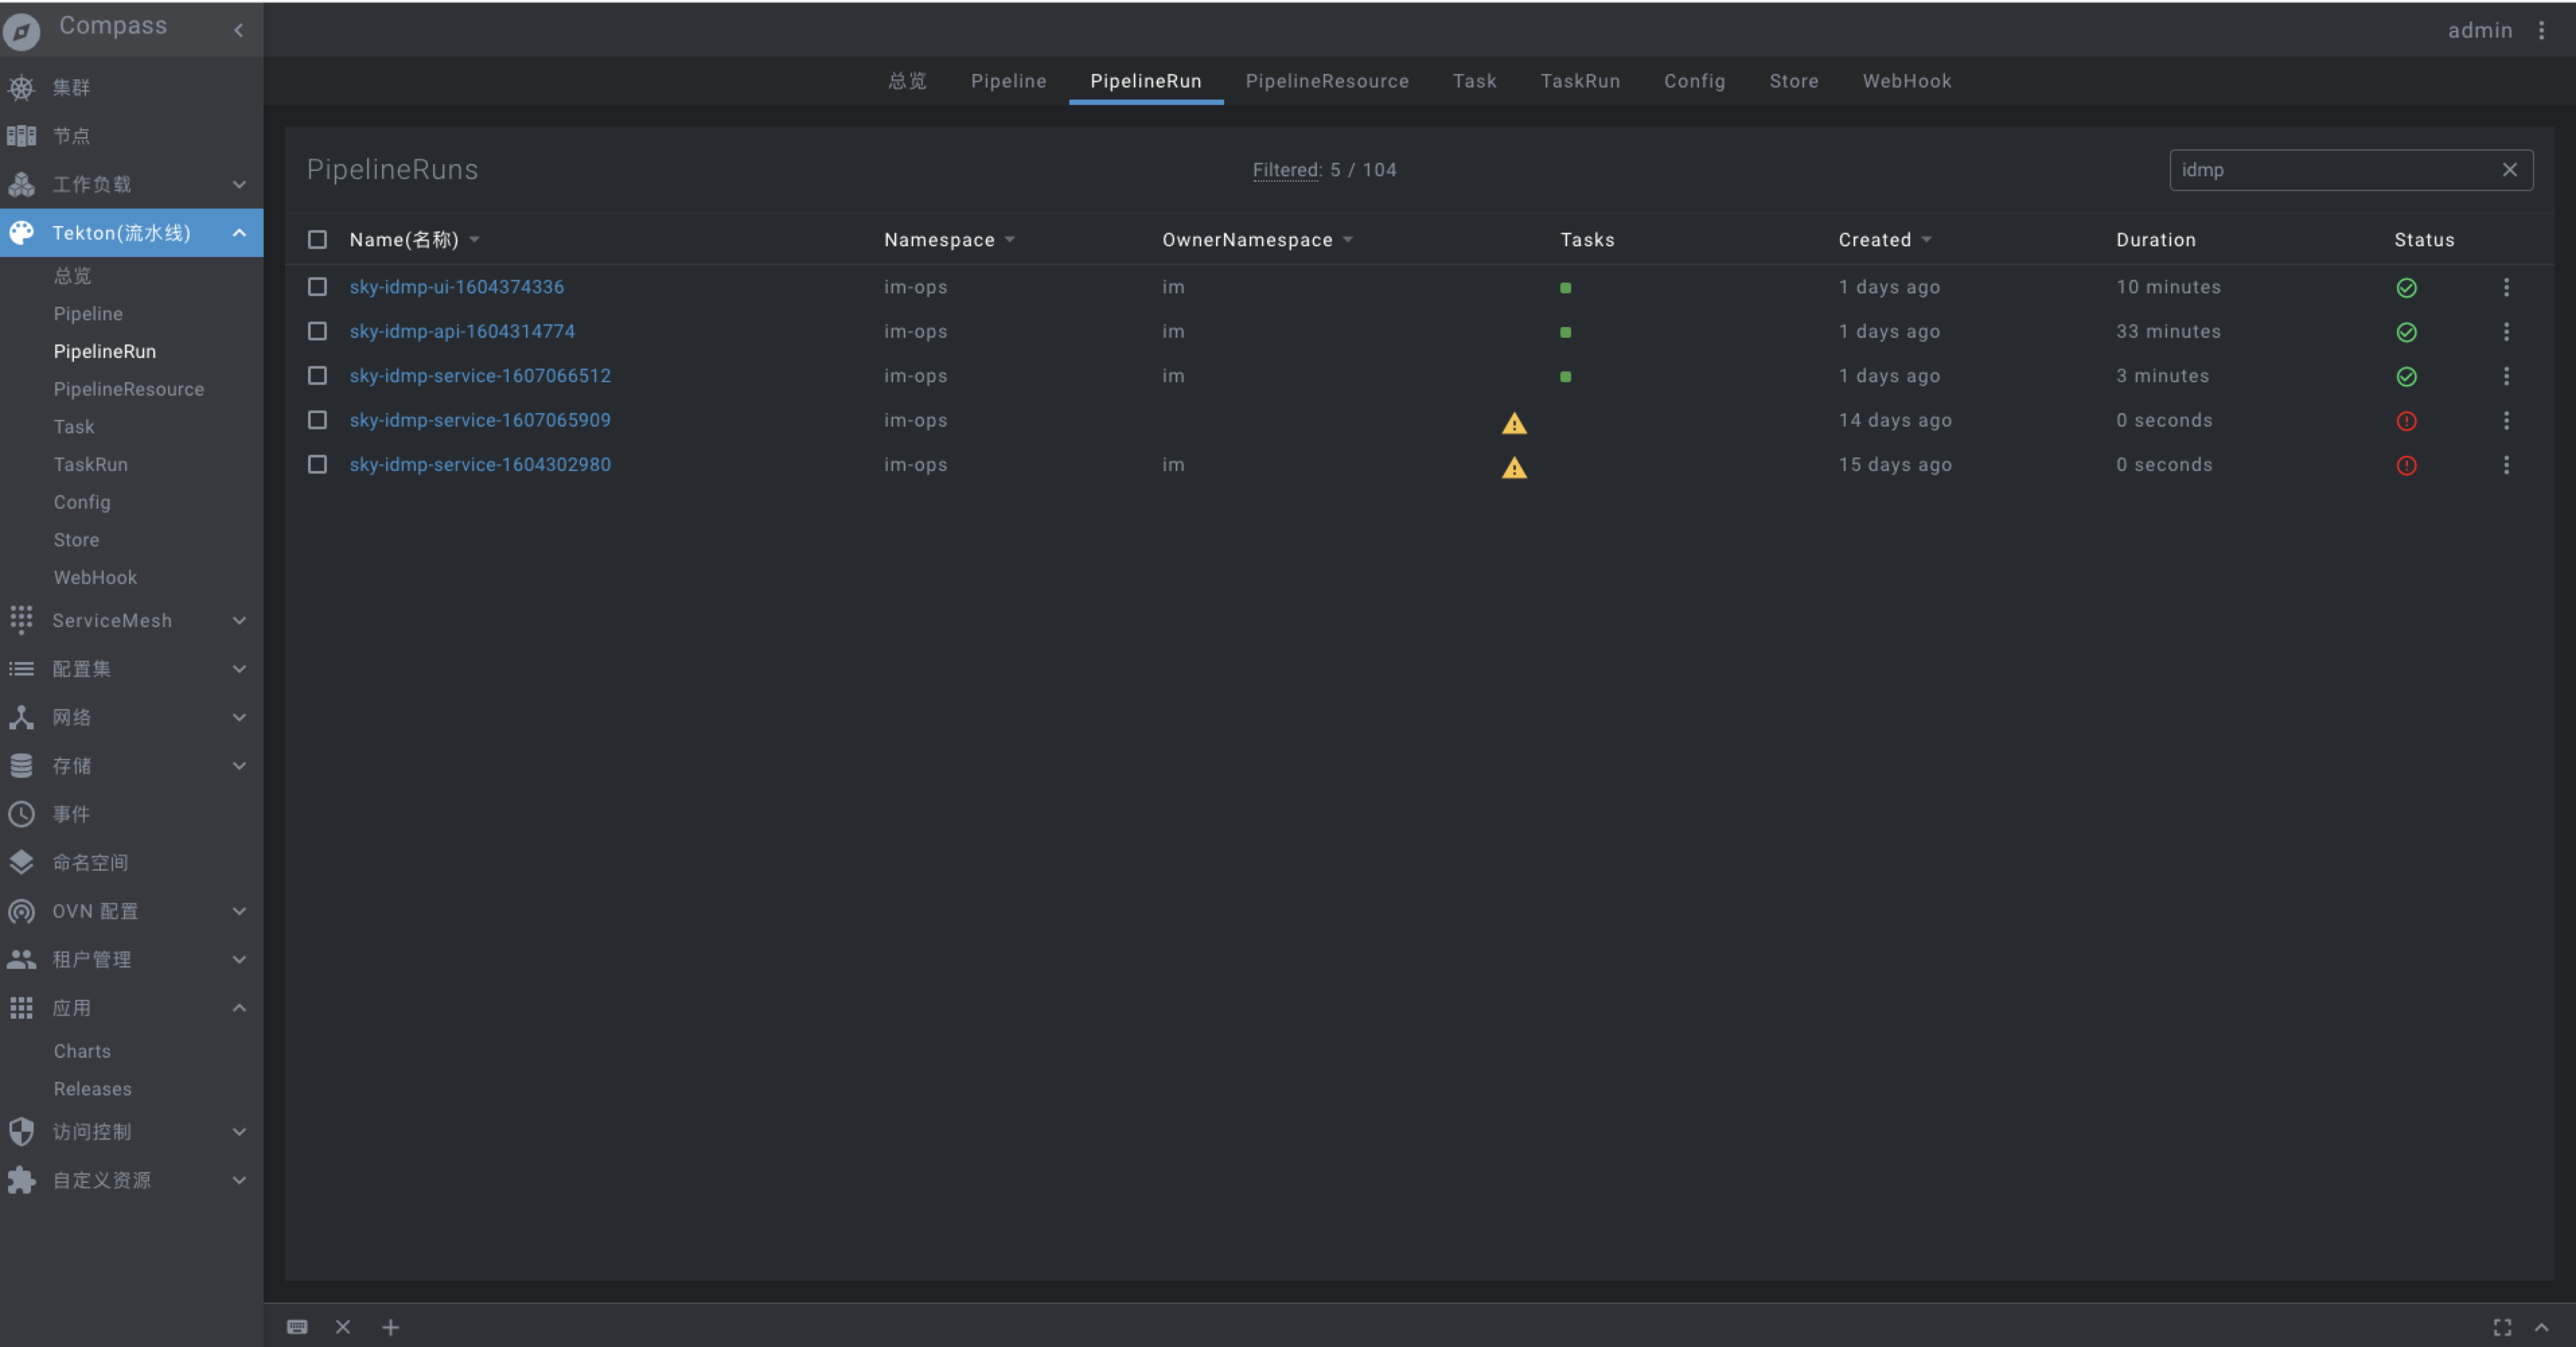 Compass
admin
集群
节点
工作负载
Tekton(流水线)
总览
Pipeline
PipelineRun
PipelineResource
Task
TaskRun
Config
Store
WebHook
ServiceMesh
配置集
网络
存储
事件
命名空间
OVN 配置
租户管理
应用
Charts
Releases
访问控制
自定义资源
总览 Pipeline PipelineRun PipelineResource Task TaskRun Config Store WebHook
PipelineRuns Filtered: 5 / 104 idmp
Name(名称) Namespace OwnerNamespace Tasks Created Duration Status
sky-idmp-ui-1604374336 im-ops im 1 days ago 10 minutes
sky-idmp-api-1604314774 im-ops im 1 days ago 33 minutes
sky-idmp-service-1607066512 im-ops im 1 days ago 3 minutes
sky-idmp-service-1607065909 im-ops 14 days ago 0 seconds
sky-idmp-service-1604302980 im-ops im 15 days ago 0 seconds